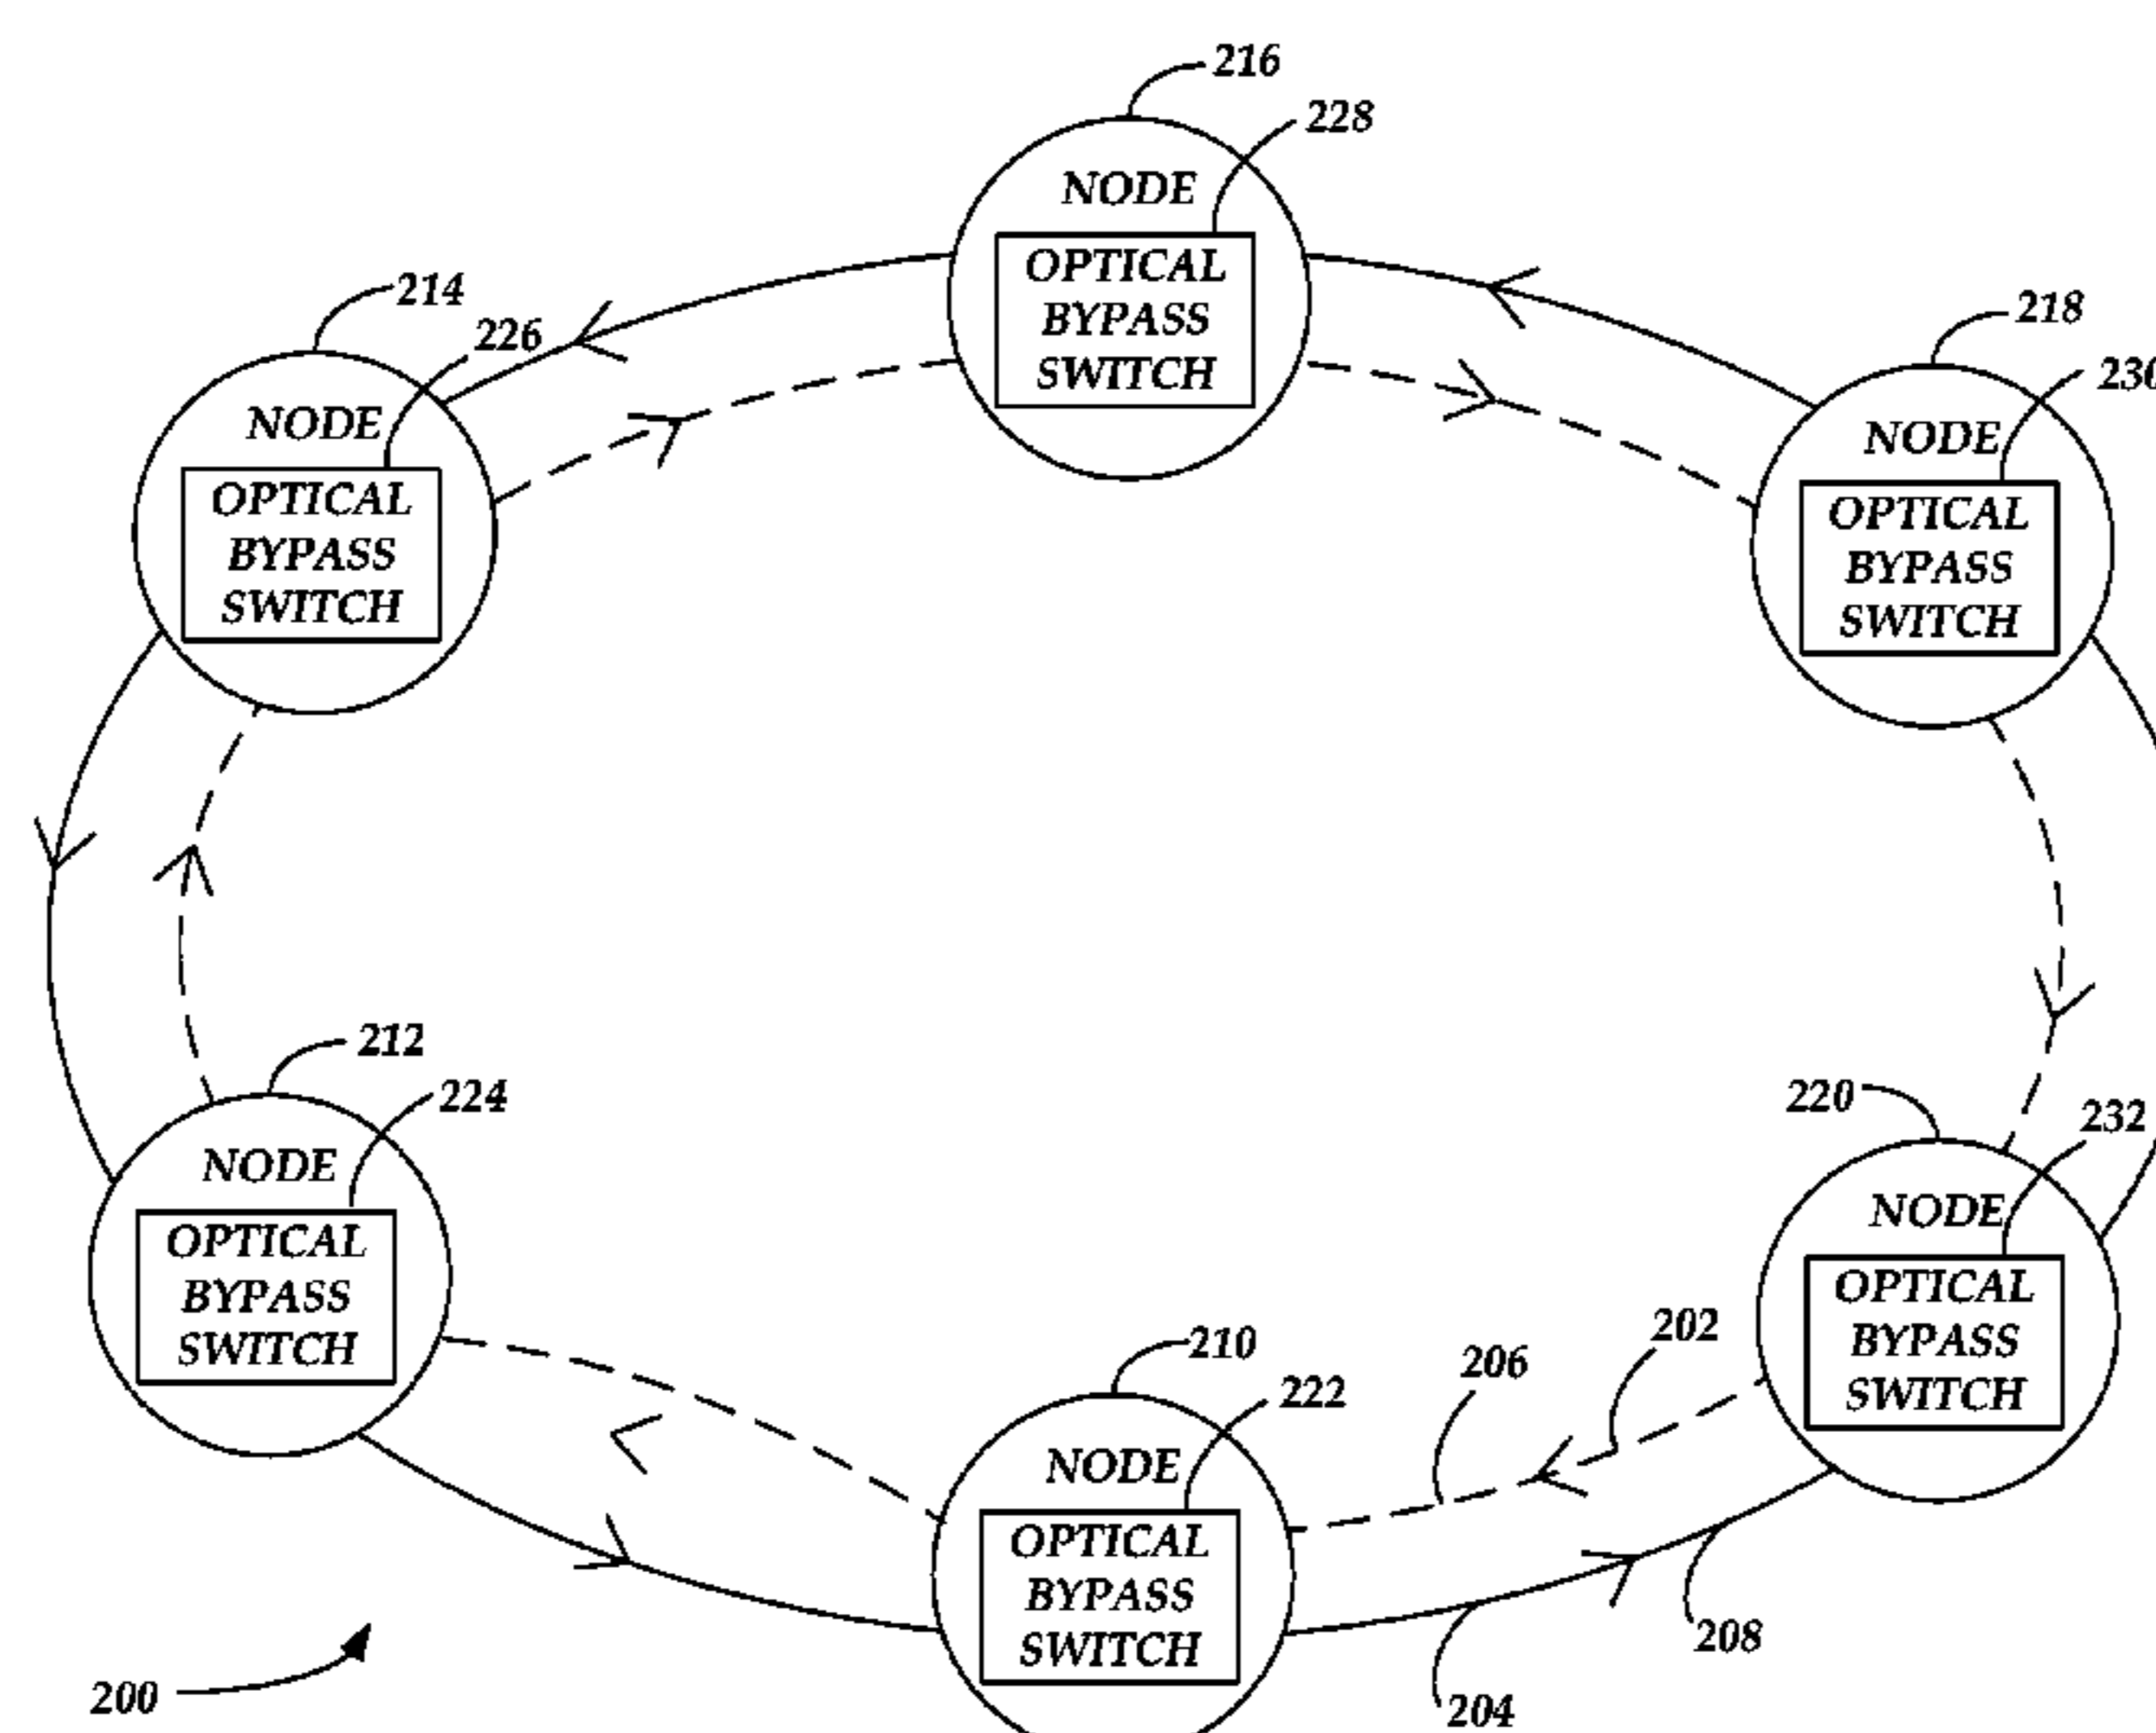 216
228
NODE
OPTICAL
BYPASS
SWITCH
214
226
NODE
OPTICAL
BYPASS
SWITCH
218
230
NODE
OPTICAL
BYPASS
SWITCH
212
224
NODE
OPTICAL
BYPASS
SWITCH
220
232
NODE
OPTICAL
BYPASS
SWITCH
210
222
NODE
OPTICAL
BYPASS
SWITCH
202
206
208
204
200